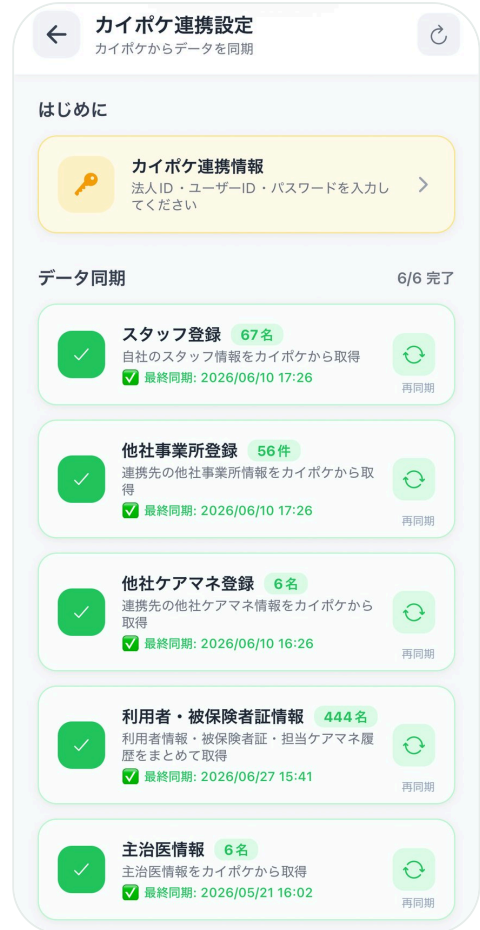 カイポケ連携設定
カイポケからデータを同期
はじめに
カイポケ連携情報
法人ID・ユーザーID・パスワードを入力し
てください
データ同期
6/6 完了
スタッフ登録 67名
自社のスタッフ情報をカイポケから取得
最終同期: 2026/06/10 17:26
再同期
他社事業所登録 56件
連携先の他社事業所情報をカイポケから取
得
最終同期: 2026/06/10 17:26
再同期
他社ケアマネ登録 6名
連携先の他社ケアマネ情報をカイポケから
取得
最終同期: 2026/06/10 16:26
再同期
利用者・被保険者証情報 444名
利用者情報・被保険者証・担当ケアマネ履
歴をまとめて取得
最終同期: 2026/06/27 15:41
再同期
主治医情報 6名
主治医情報をカイポケから取得
最終同期: 2026/05/21 16:02
再同期